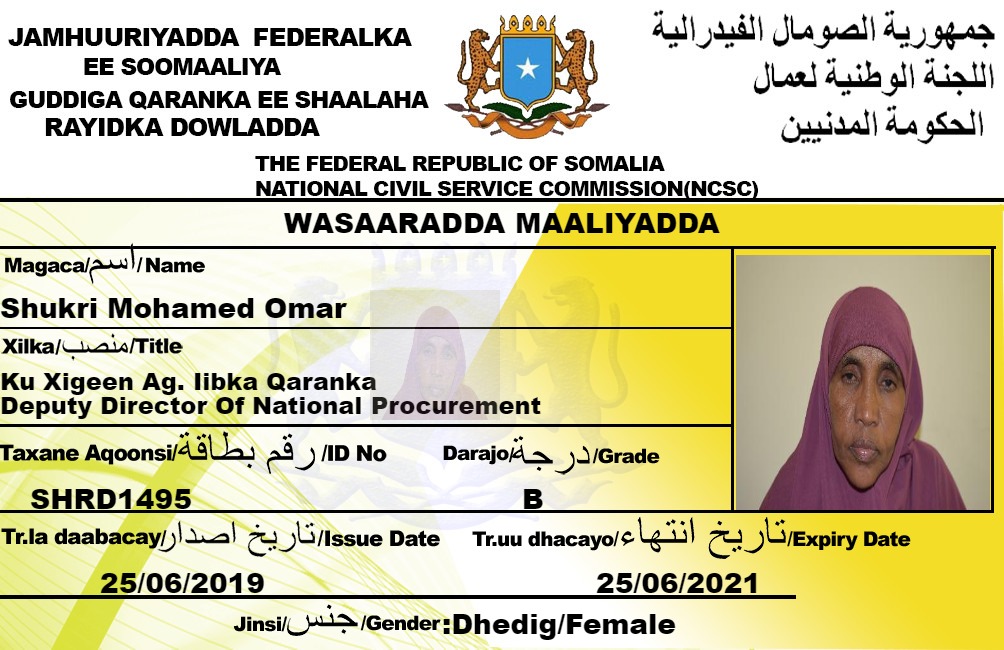 JAMHUURIYADDA FEDERALKA
EE SOOMAALIYA
GUDDIGA QARANKA EE SHAALAHA
RAYIDKA DOWLADDA
جمهورية الصومال الفيدرالية
اللجنة الوطنية لعمال
الحكومة المدنيين
THE FEDERAL REPUBLIC OF SOMALIA
NATIONAL CIVIL SERVICE COMMISSION(NCSC)
WASAARADDA MAALIYADDA
Magaca/اسم/Name
Shukri Mohamed Omar
Xilka/منصب/Title
Ku Xigeen Ag. Iibka Qaranka
Deputy Director Of National Procurement
Taxane Aqoonsi/رقم بطاقة/ID No
SHRD1495
Darajo/درجة/Grade
B
Tr.la daabacay/تاريخ اصدار/Issue Date
25/06/2019
Tr.uu dhacayo/تاريخ انتهاء/Expiry Date
25/06/2021
Jinsi/جنس/Gender:Dhedig/Female